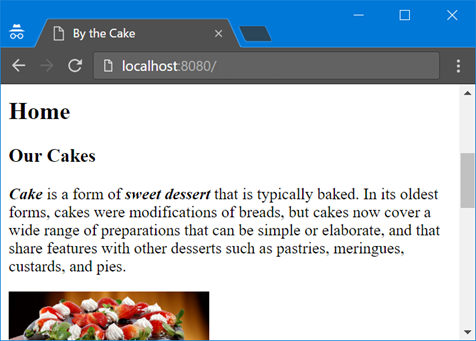 By the Cake
localhost:8080/
Home
Our Cakes
Cake is a form of sweet dessert that is typically baked. In its oldest
forms, cakes were modifications of breads, but cakes now cover a
wide range of preparations that can be simple or elaborate, and that
share features with other desserts such as pastries, meringues,
custards, and pies.